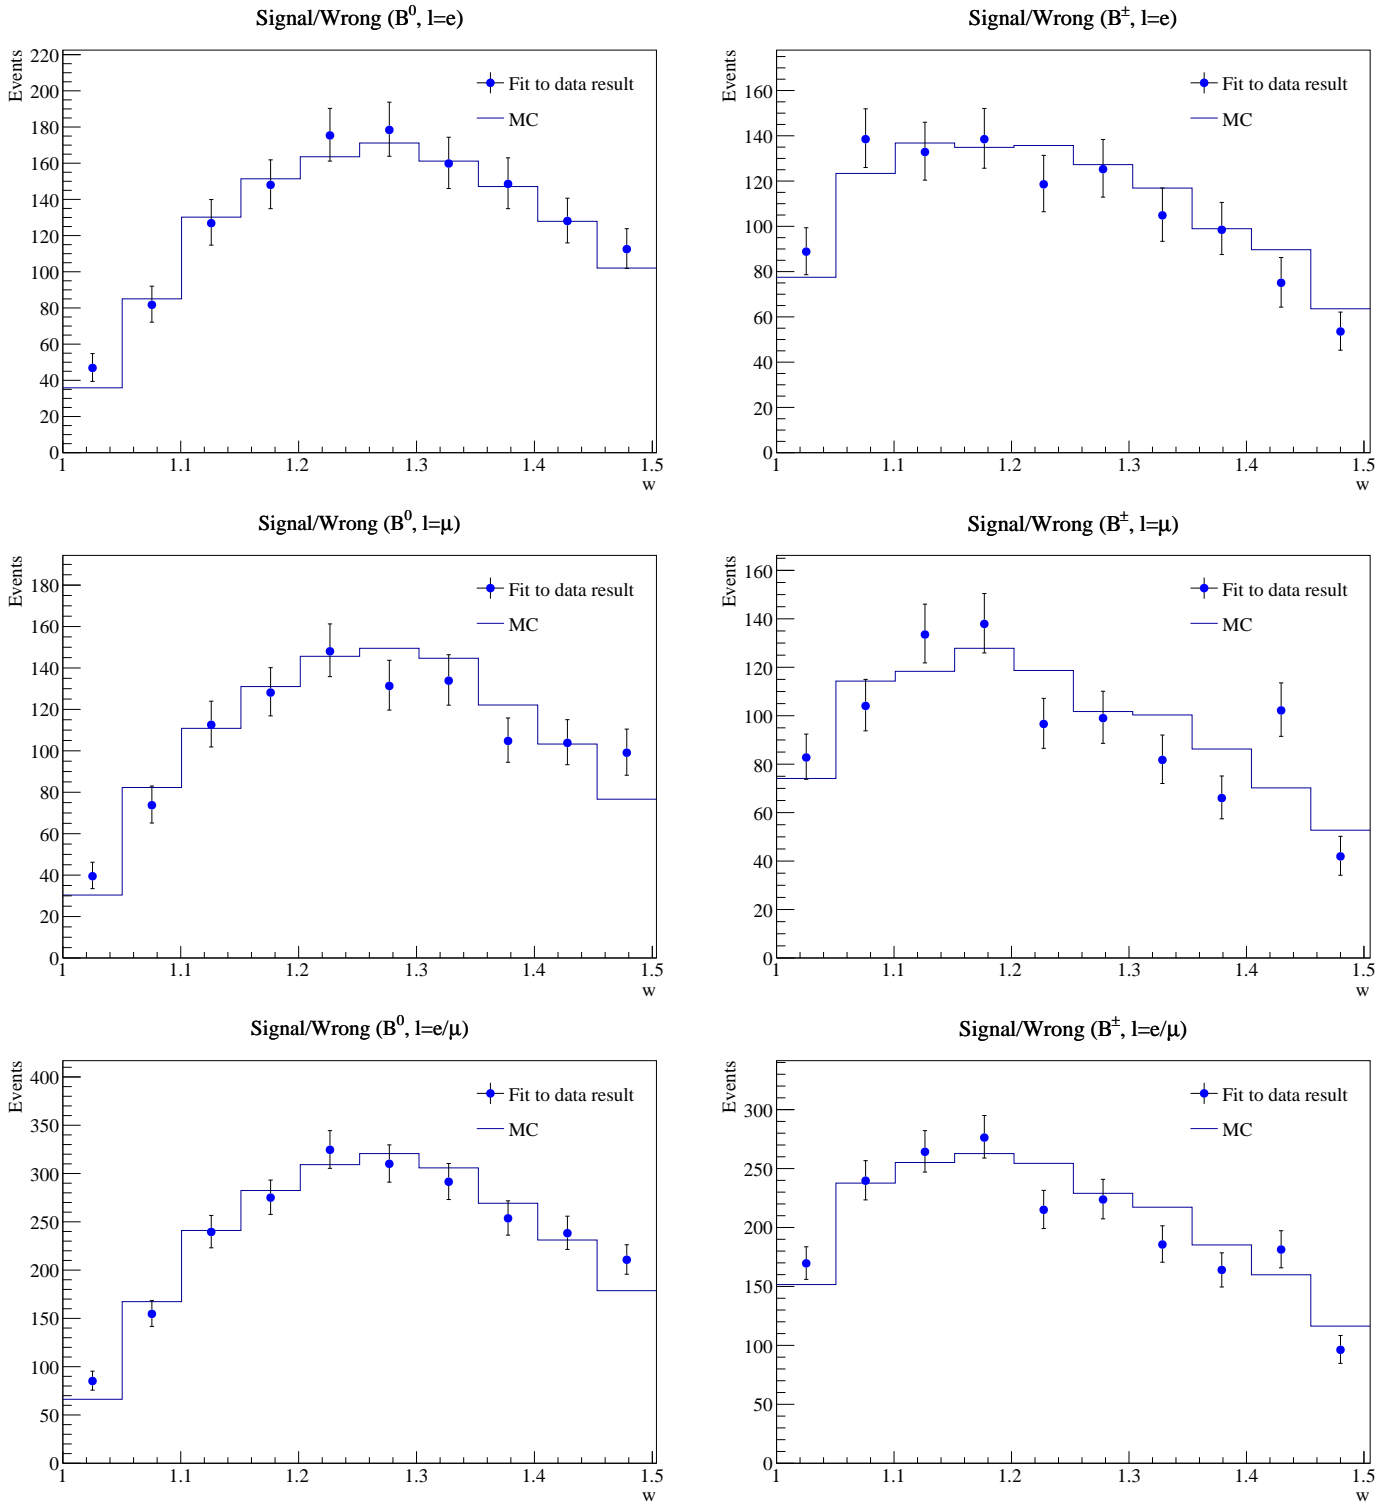 Signal/Wrong (B⁰, l=e)
Events
220
200
180
160
140
120
100
80
60
40
20
0
Fit to data result
MC
1 1.1 1.2 1.3 1.4 1.5
w
Signal/Wrong (B±, l=e)
Events
160
140
120
100
80
60
40
20
0
Fit to data result
MC
1 1.1 1.2 1.3 1.4 1.5
w
Signal/Wrong (B⁰, l=μ)
Events
180
160
140
120
100
80
60
40
20
0
Fit to data result
MC
1 1.1 1.2 1.3 1.4 1.5
w
Signal/Wrong (B±, l=μ)
Events
160
140
120
100
80
60
40
20
0
Fit to data result
MC
1 1.1 1.2 1.3 1.4 1.5
w
Signal/Wrong (B⁰, l=e/μ)
Events
400
350
300
250
200
150
100
50
0
Fit to data result
MC
1 1.1 1.2 1.3 1.4 1.5
w
Signal/Wrong (B±, l=e/μ)
Events
300
250
200
150
100
50
0
Fit to data result
MC
1 1.1 1.2 1.3 1.4 1.5
w